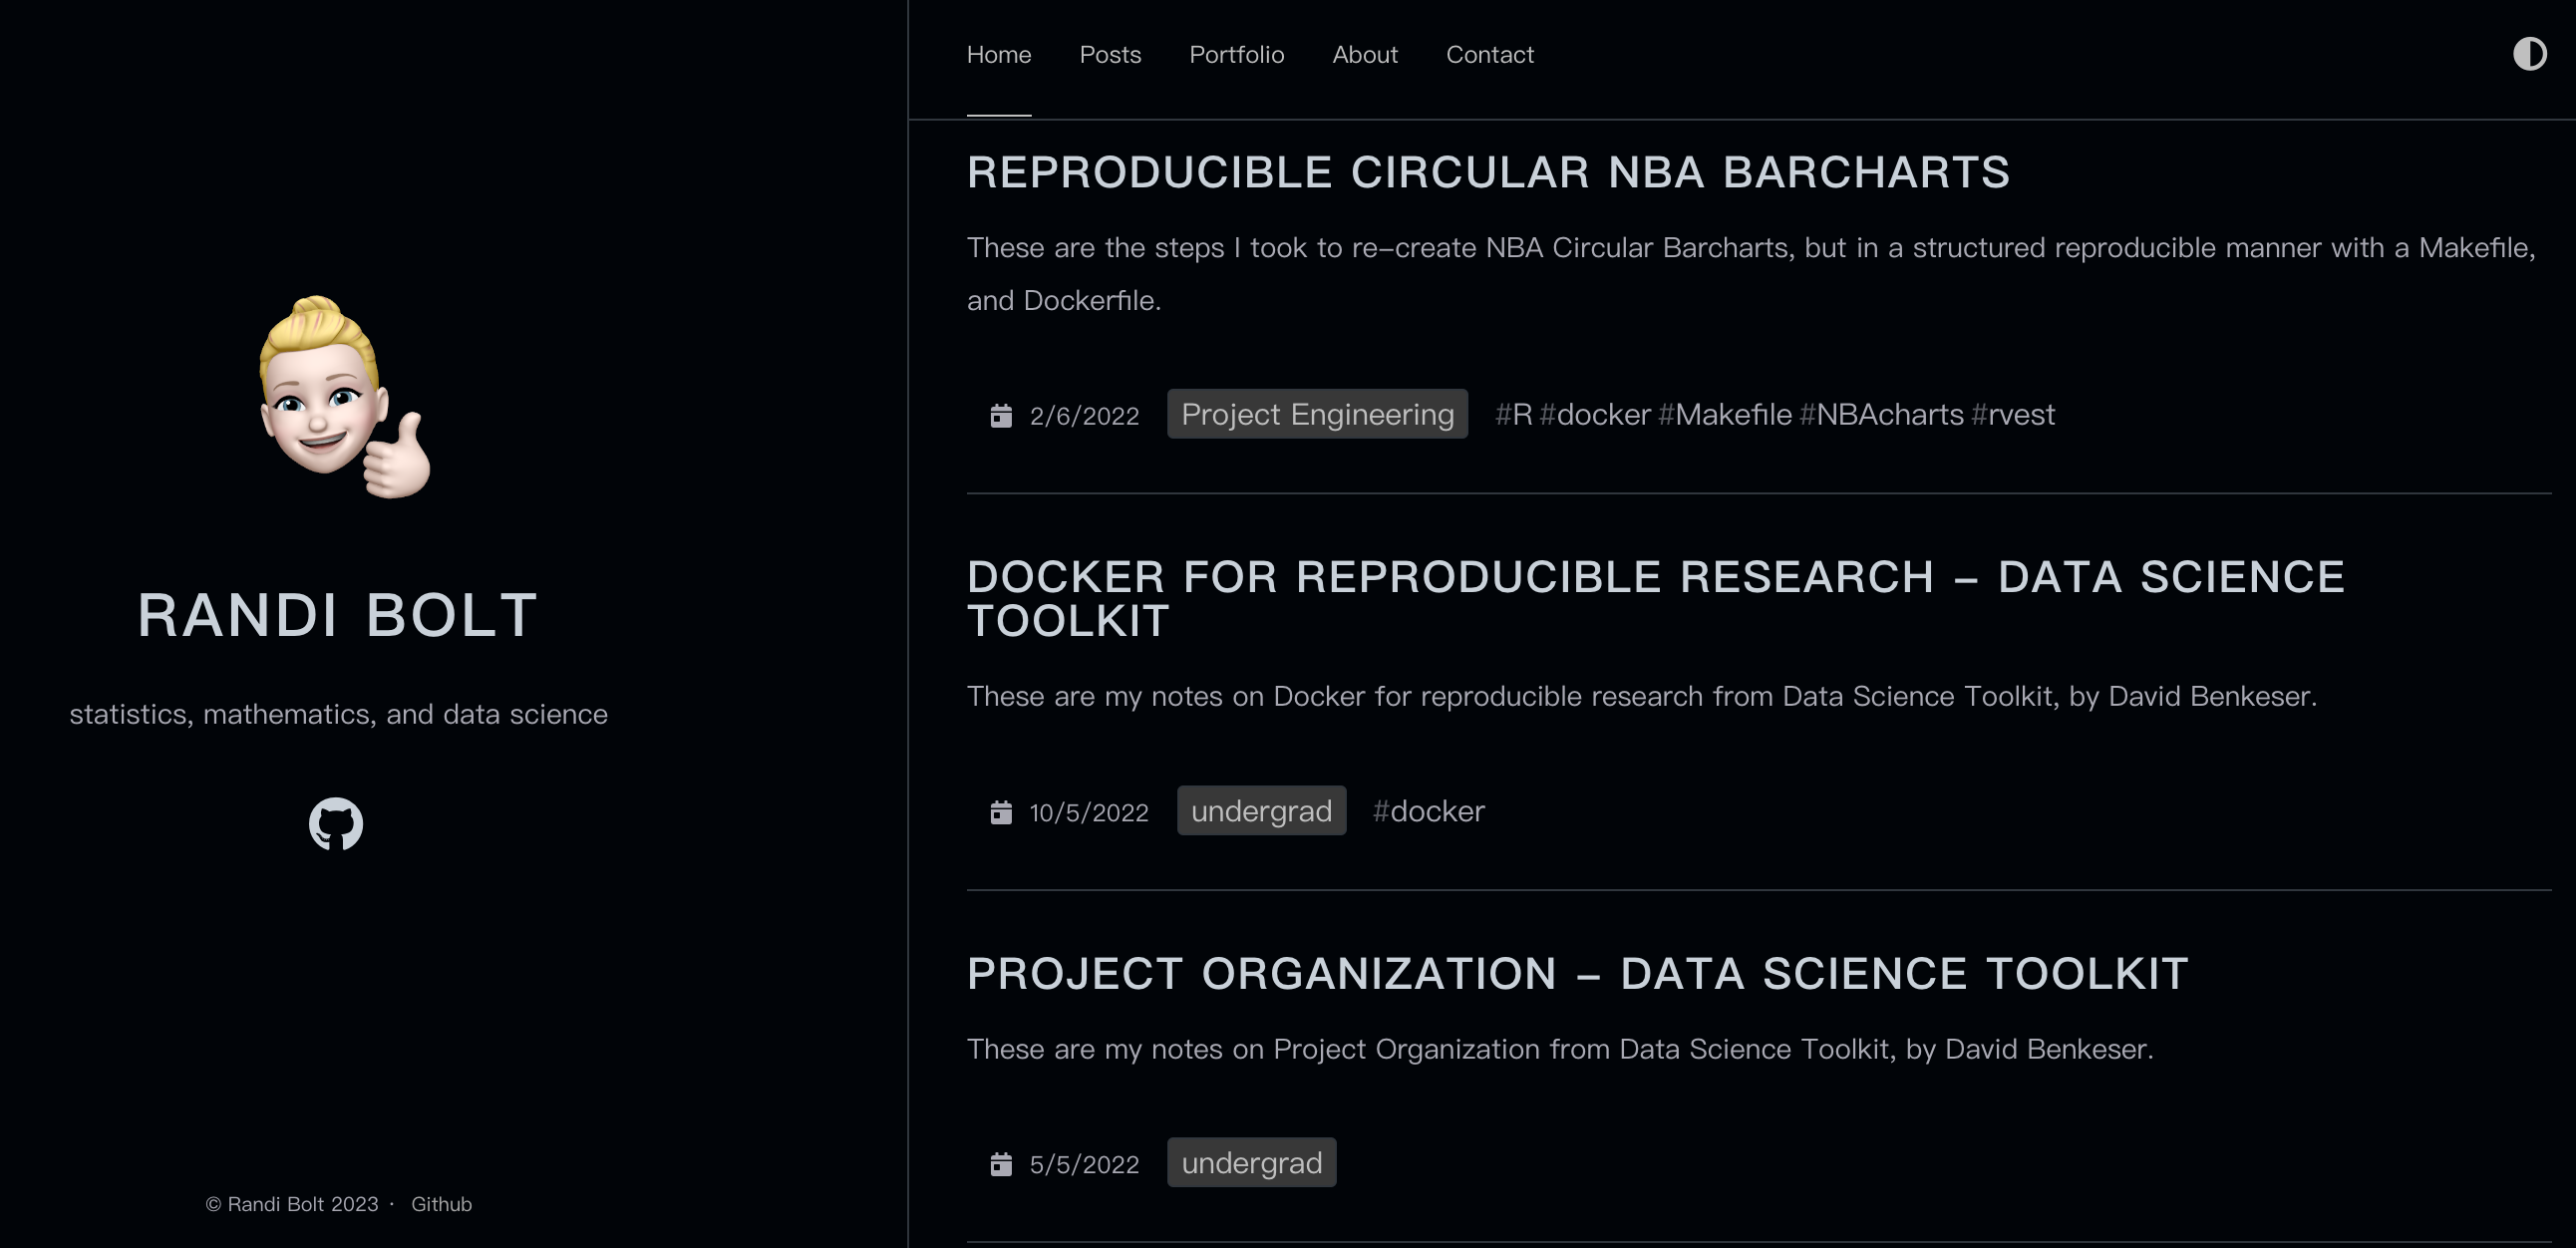 RANDI BOLT
statistics, mathematics, and data science
© Randi Bolt 2023 · Github
Home Posts Portfolio About Contact
REPRODUCIBLE CIRCULAR NBA BARCHARTS
These are the steps I took to re-create NBA Circular Barcharts, but in a structured reproducible manner with a Makefile,
and Dockerfile.
2/6/2022 Project Engineering #R #docker #Makefile #NBAcharts #rvest
DOCKER FOR REPRODUCIBLE RESEARCH - DATA SCIENCE
TOOLKIT
These are my notes on Docker for reproducible research from Data Science Toolkit, by David Benkeser.
10/5/2022 undergrad #docker
PROJECT ORGANIZATION - DATA SCIENCE TOOLKIT
These are my notes on Project Organization from Data Science Toolkit, by David Benkeser.
5/5/2022 undergrad